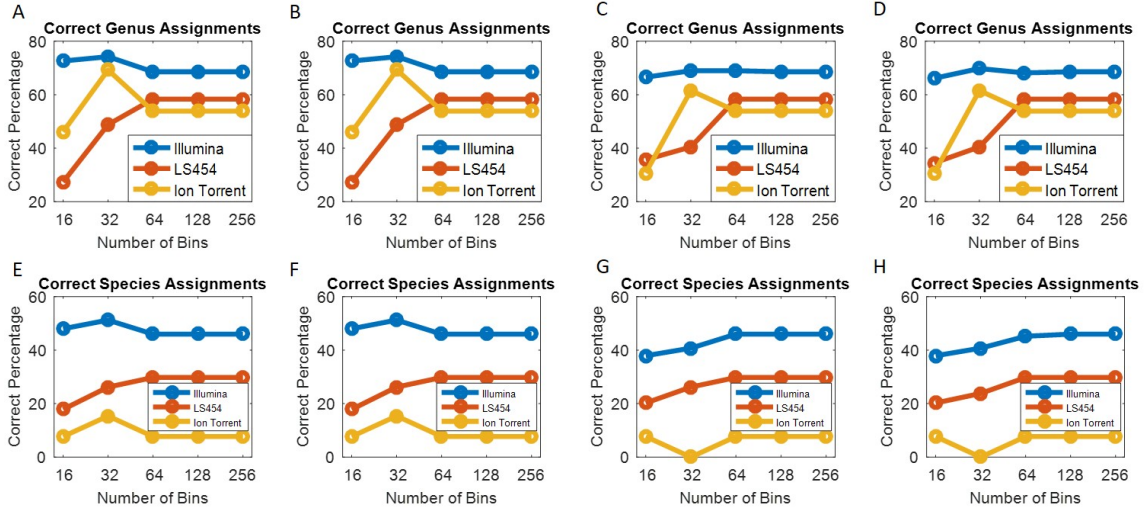 A
Correct Genus Assignments
Correct Percentage
80
60
40
20
Illumina
LS454
Ion Torrent
16 32 64 128 256
Number of Bins
B
Correct Genus Assignments
Correct Percentage
80
60
40
20
Illumina
LS454
Ion Torrent
16 32 64 128 256
Number of Bins
C
Correct Genus Assignments
Correct Percentage
80
60
40
20
Illumina
LS454
Ion Torrent
16 32 64 128 256
Number of Bins
D
Correct Genus Assignments
Correct Percentage
80
60
40
20
Illumina
LS454
Ion Torrent
16 32 64 128 256
Number of Bins
E
Correct Species Assignments
Correct Percentage
60
40
20
0
Illumina
LS454
Ion Torrent
16 32 64 128 256
Number of Bins
F
Correct Species Assignments
Correct Percentage
60
40
20
0
Illumina
LS454
Ion Torrent
16 32 64 128 256
Number of Bins
G
Correct Species Assignments
Correct Percentage
60
40
20
0
Illumina
LS454
Ion Torrent
16 32 64 128 256
Number of Bins
H
Correct Species Assignments
Correct Percentage
60
40
20
0
Illumina
LS454
Ion Torrent
16 32 64 128 256
Number of Bins